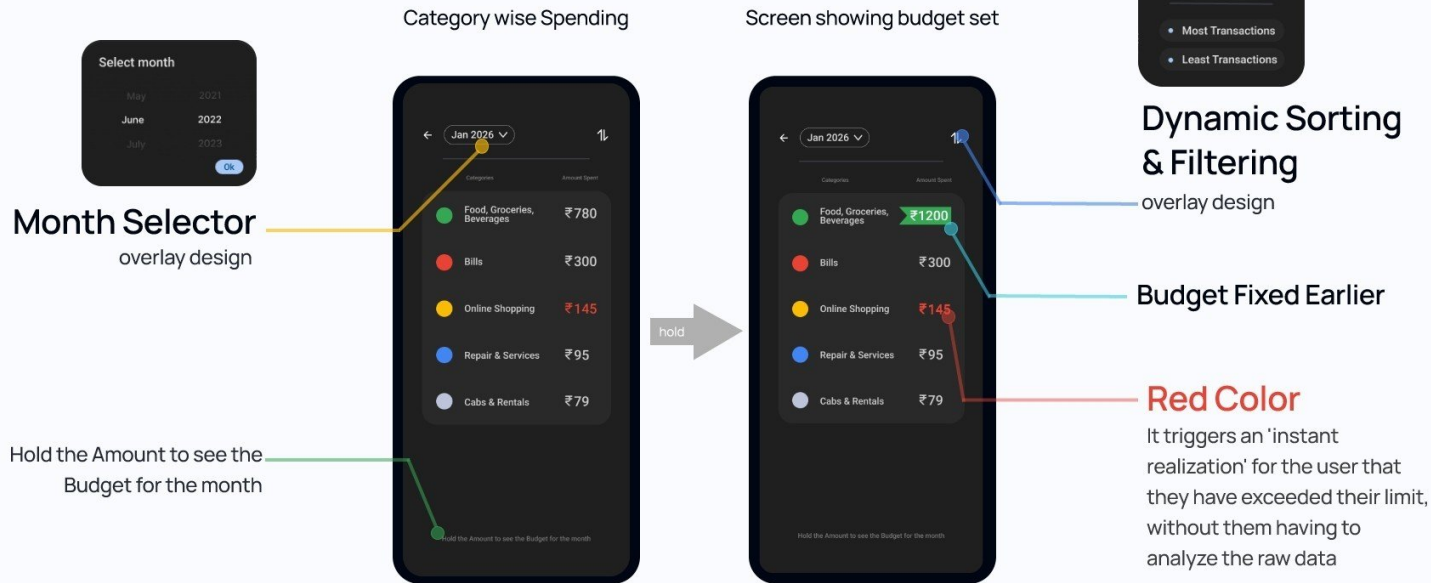 Category wise Spending
Screen showing budget set
Most Transactions
Least Transactions
Select month
May 2021
June 2022
July 2023
Ok
Month Selector
overlay design
Hold the Amount to see the
Budget for the month
Jan 2026
Categories Amount Spent
Food, Groceries,
Beverages
₹780
Bills ₹300
Online Shopping ₹145
Repair & Services ₹95
Cabs & Rentals ₹79
Hold the Amount to see the Budget for the month
hold
Jan 2026
Categories Amount Spent
Food, Groceries,
Beverages
₹1200
Bills ₹300
Online Shopping ₹145
Repair & Services ₹95
Cabs & Rentals ₹79
Hold the Amount to see the Budget for the month
Dynamic Sorting
& Filtering
overlay design
Budget Fixed Earlier
Red Color
It triggers an 'instant
realization' for the user that
they have exceeded their limit,
without them having to
analyze the raw data